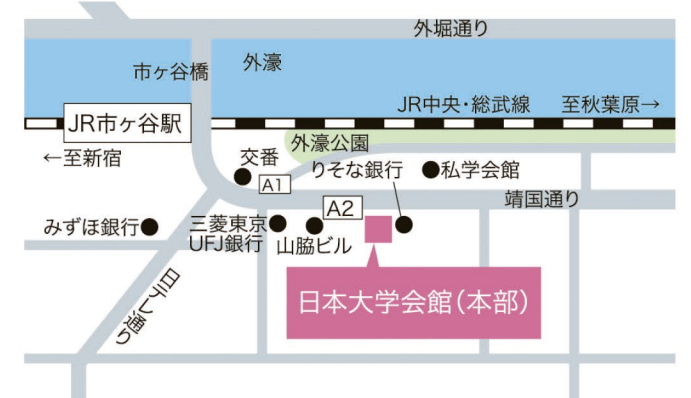 外堀通り
市ヶ谷橋
外濠
JR中央・総武線
至秋葉原→
JR市ヶ谷駅
外濠公園
←至新宿
交番
りそな銀行
私学会館
A1
靖国通り
A2
みずほ銀行
三菱東京
UFJ銀行
山脇ビル
日テレ通り
日本大学会館(本部)